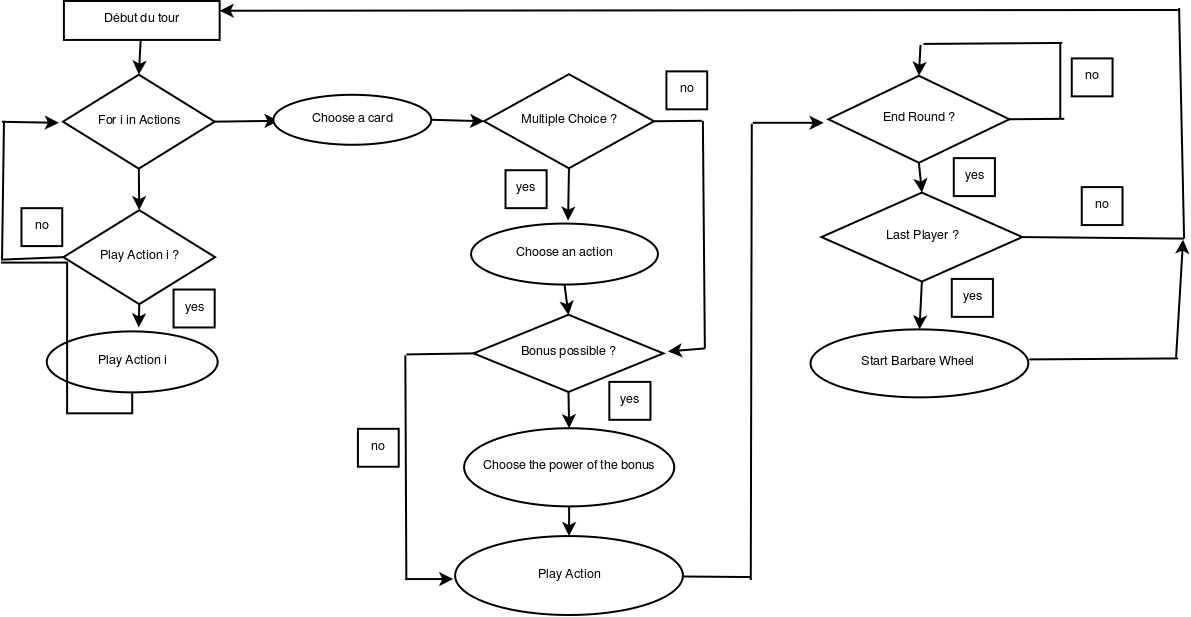 Début du tour
For i in Actions
Choose a card
Multiple Choice ?
no
End Round ?
no
yes
yes
no
Play Action i ?
no
Choose an action
Last Player ?
yes
yes
Play Action i
Bonus possible ?
Start Barbare Wheel
yes
no
Choose the power of the bonus
Play Action